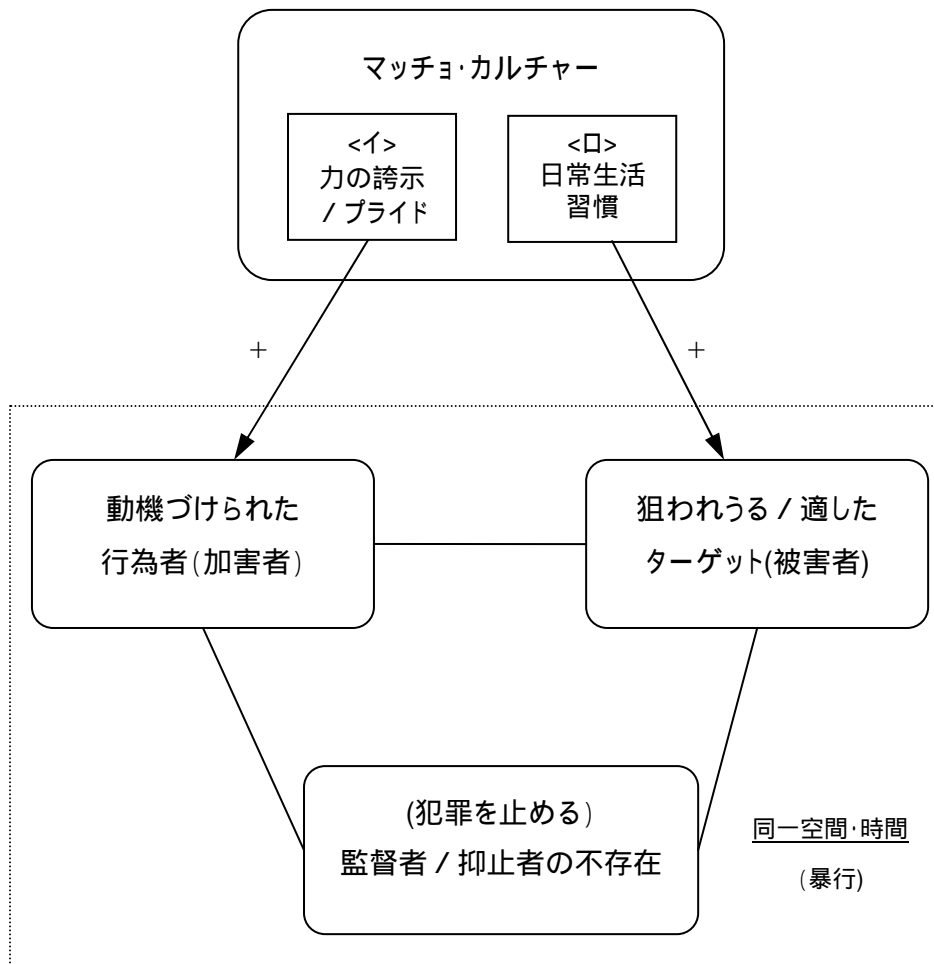 マッチョ・カルチャー
<イ>
力の誇示
/ プライド
<ロ>
日常生活
習慣
+
+
動機づけられた
行為者(加害者)
狙われうる / 適した
ターゲット(被害者)
(犯罪を止める)
監督者 / 抑止者の不存在
同一空間・時間
(暴行)